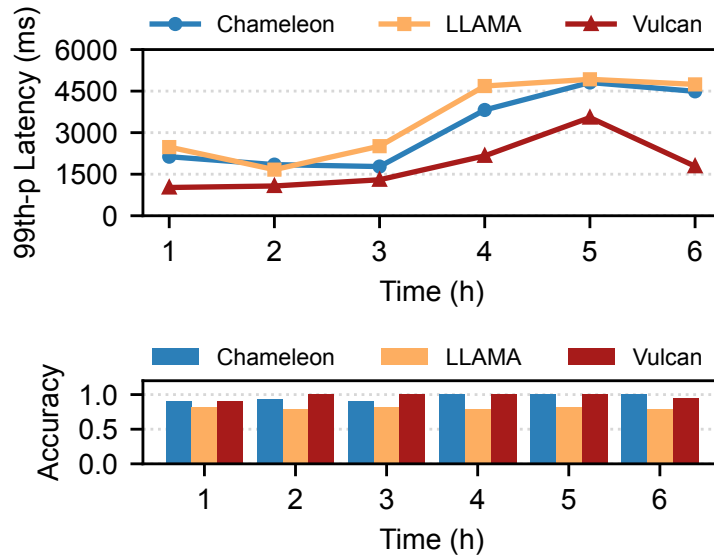 Chameleon LLAMA Vulcan
99th-p Latency (ms)
6000
4500
3000
1500
0
1 2 3 4 5 6
Time (h)
Chameleon LLAMA Vulcan
Accuracy
1.0
0.5
0.0
1 2 3 4 5 6
Time (h)